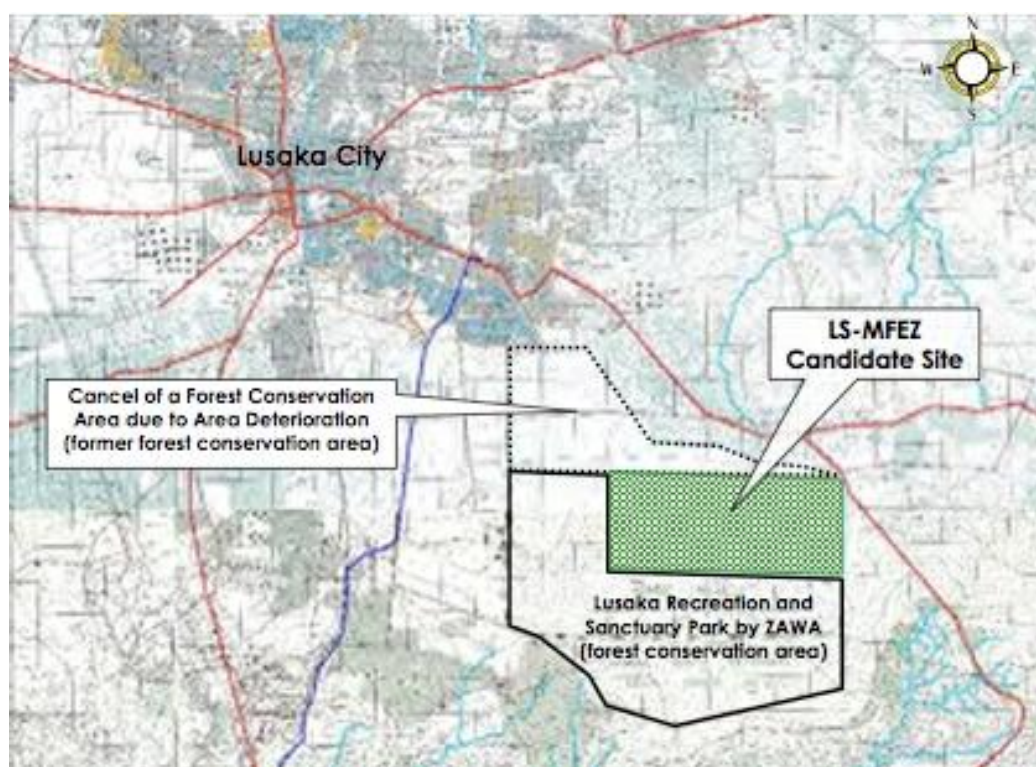 N
W
E
S
Lusaka City
LS-MFEZ
Candidate Site
Cancel of a Forest Conservation
Area due to Area Deterioration
(former forest conservation area)
Lusaka Recreation and
Sanctuary Park by ZAWA
(forest conservation area)